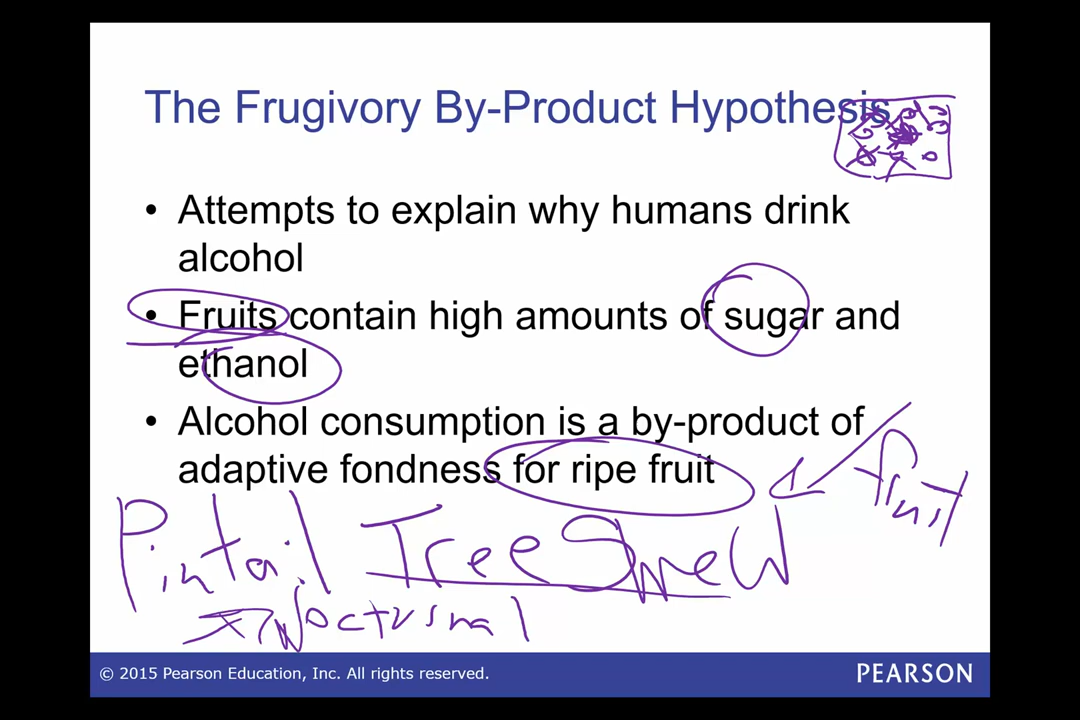 The Frugivory By-Product Hypothesis
• Attempts to explain why humans drink
alcohol
• Fruits contain high amounts of sugar and
ethanol
• Alcohol consumption is a by-product of
adaptive fondness for ripe fruit
fruit
Pintail Tree Shrew
Nocturnal
© 2015 Pearson Education, Inc. All rights reserved.
PEARSON